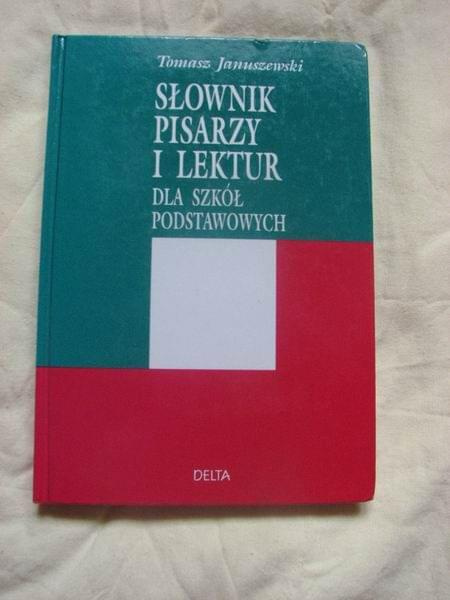 Tomasz Januszewski
SŁOWNIK
PISARZY
I LEKTUR
DLA SZKÓŁ
PODSTAWOWYCH
DELTA